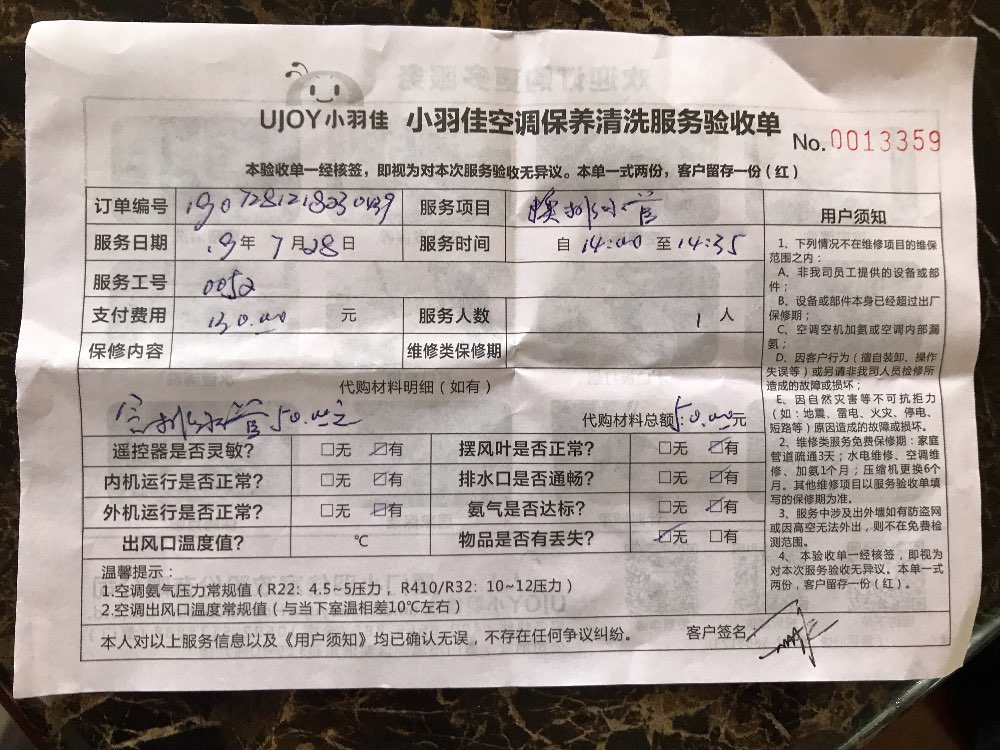 UJOY小羽佳 小羽佳空调保养清洗服务验收单
No.0013359
本验收单一经核签，即视为对本次服务验收无异议。本单一式两份，客户留存一份（红）
订单编号 服务项目 换排水管
服务日期 19年7月28日 服务时间 自14:00至14:35
服务工号 0052
支付费用 130.00元 服务人数 1人
保修内容 维修类保修期
代购材料明细（如有）
排水管50.00元 代购材料总额：50.00元
遥控器是否灵敏？ □无 ☑有 摆风叶是否正常？ □无 ☑有
内机运行是否正常？ □无 ☑有 排水口是否通畅？ □无 ☑有
外机运行是否正常？ □无 ☑有 氨气是否达标？ □无 ☑有
出风口温度值？ ℃ 物品是否有丢失？ ☑无 □有
温馨提示：
1.空调氨气压力常规值（R22：4.5~5压力，R410/R32：10~12压力）
2.空调出风口温度常规值（与当下室温相差10℃左右）
本人对以上服务信息以及《用户须知》均已确认无误，不存在任何争议纠纷。 客户签名：
用户须知
1、下列情况不在维修项目的维保
范围之内：
A、非我司员工提供的设备或部
件；
B、设备或部件本身已经超过出厂
保修期；
C、空调空机加氨或空调内部漏
氨；
D、因客户行为（擅自装卸、操作
失误等）或另请非我司人员检修所
造成的故障或损坏；
E、因自然灾害等不可抗拒力
（如：地震、雷电、火灾、停电、
短路等）原因造成的故障或损坏。
2、维修类服务免费保修期：家庭
管道疏通3天；水电维修、空调维
修、加氨1个月；压缩机更换6个
月。其他维修项目以服务验收单填
写的保修期为准。
3、服务中涉及出外墙如有防盗网
或因高空无法外出，则不在免费检
测范围。
4、本验收单一经核签，即视为
对本次服务验收无异议。本单一式
两份，客户留存一份（红）。